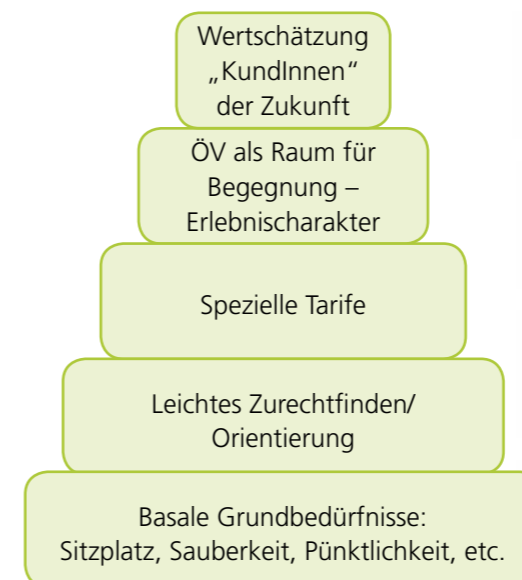 Wertschätzung
„KundInnen“
der Zukunft
ÖV als Raum für
Begegnung –
Erlebnischarakter
Spezielle Tarife
Leichtes Zurechtfinden/
Orientierung
Basale Grundbedürfnisse:
Sitzplatz, Sauberkeit, Pünktlichkeit, etc.